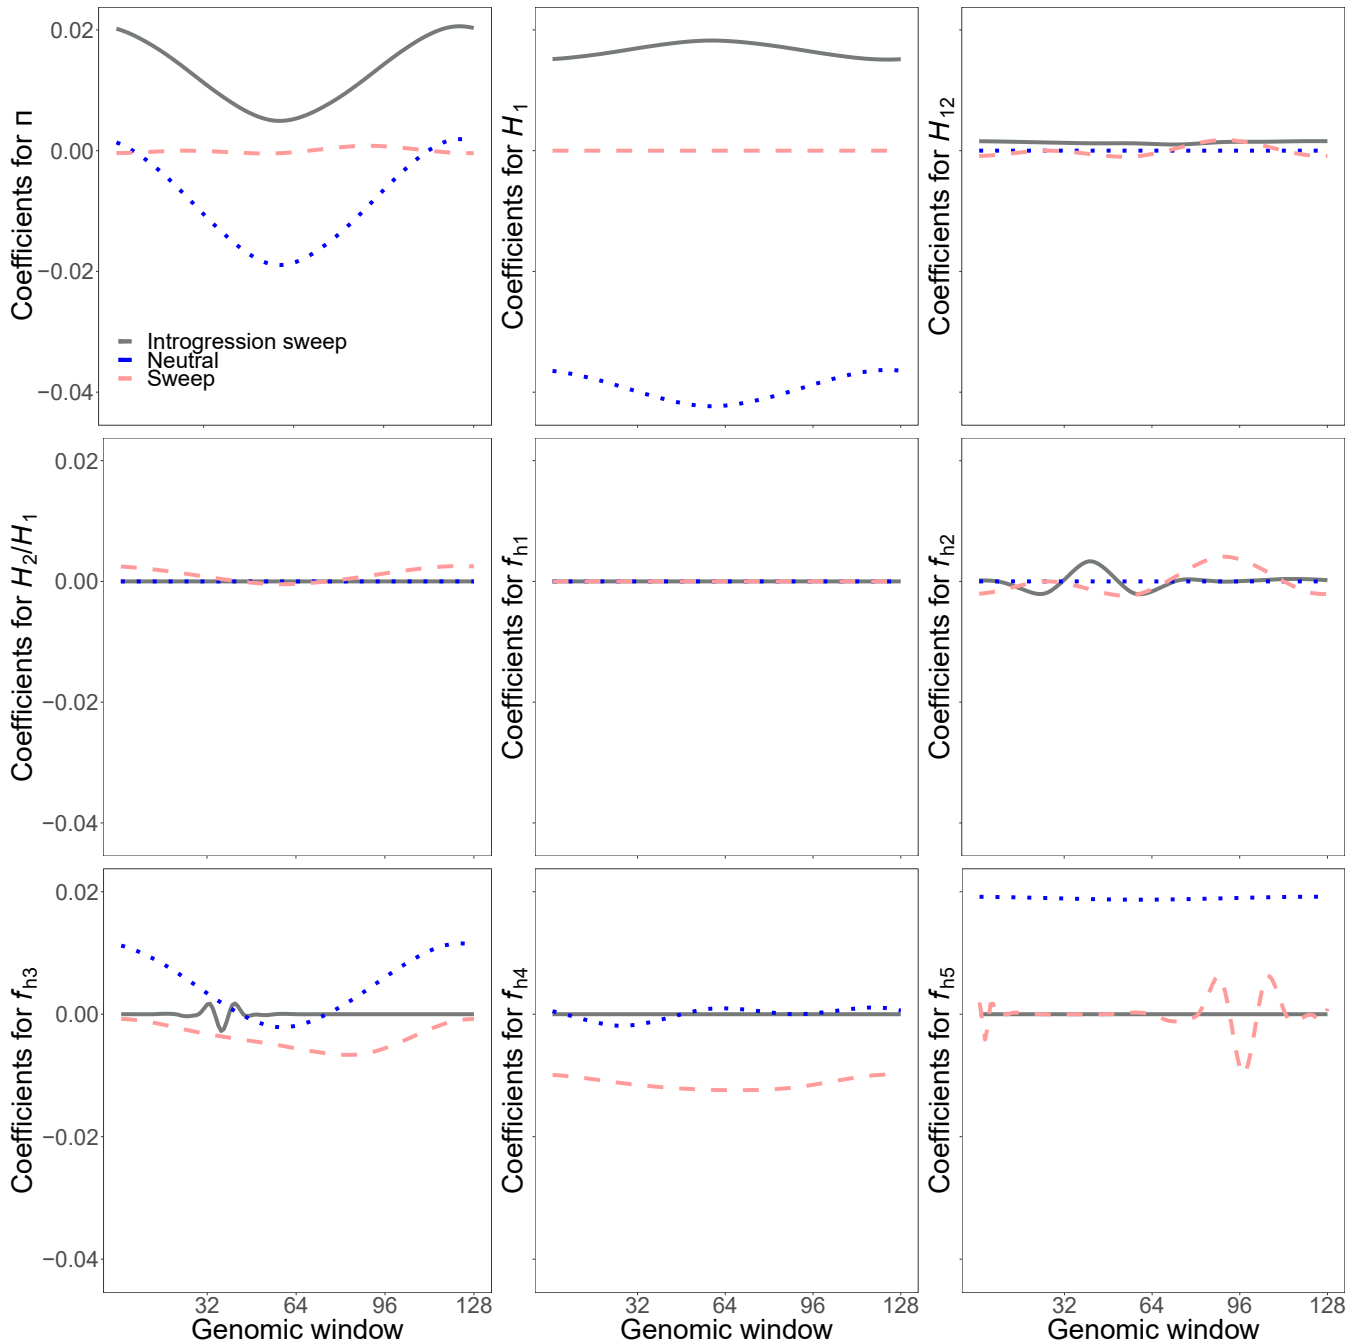 Coefficients for π
0.02
0.00
−0.02
−0.04
Introgression sweep
Neutral
Sweep
Coefficients for H1
Coefficients for H12
Coefficients for H2/H1
0.02
0.00
−0.02
−0.04
Coefficients for fh1
Coefficients for fh2
Coefficients for fh3
0.02
0.00
−0.02
−0.04
32 64 96 128
Genomic window
Coefficients for fh4
32 64 96 128
Genomic window
Coefficients for fh5
32 64 96 128
Genomic window